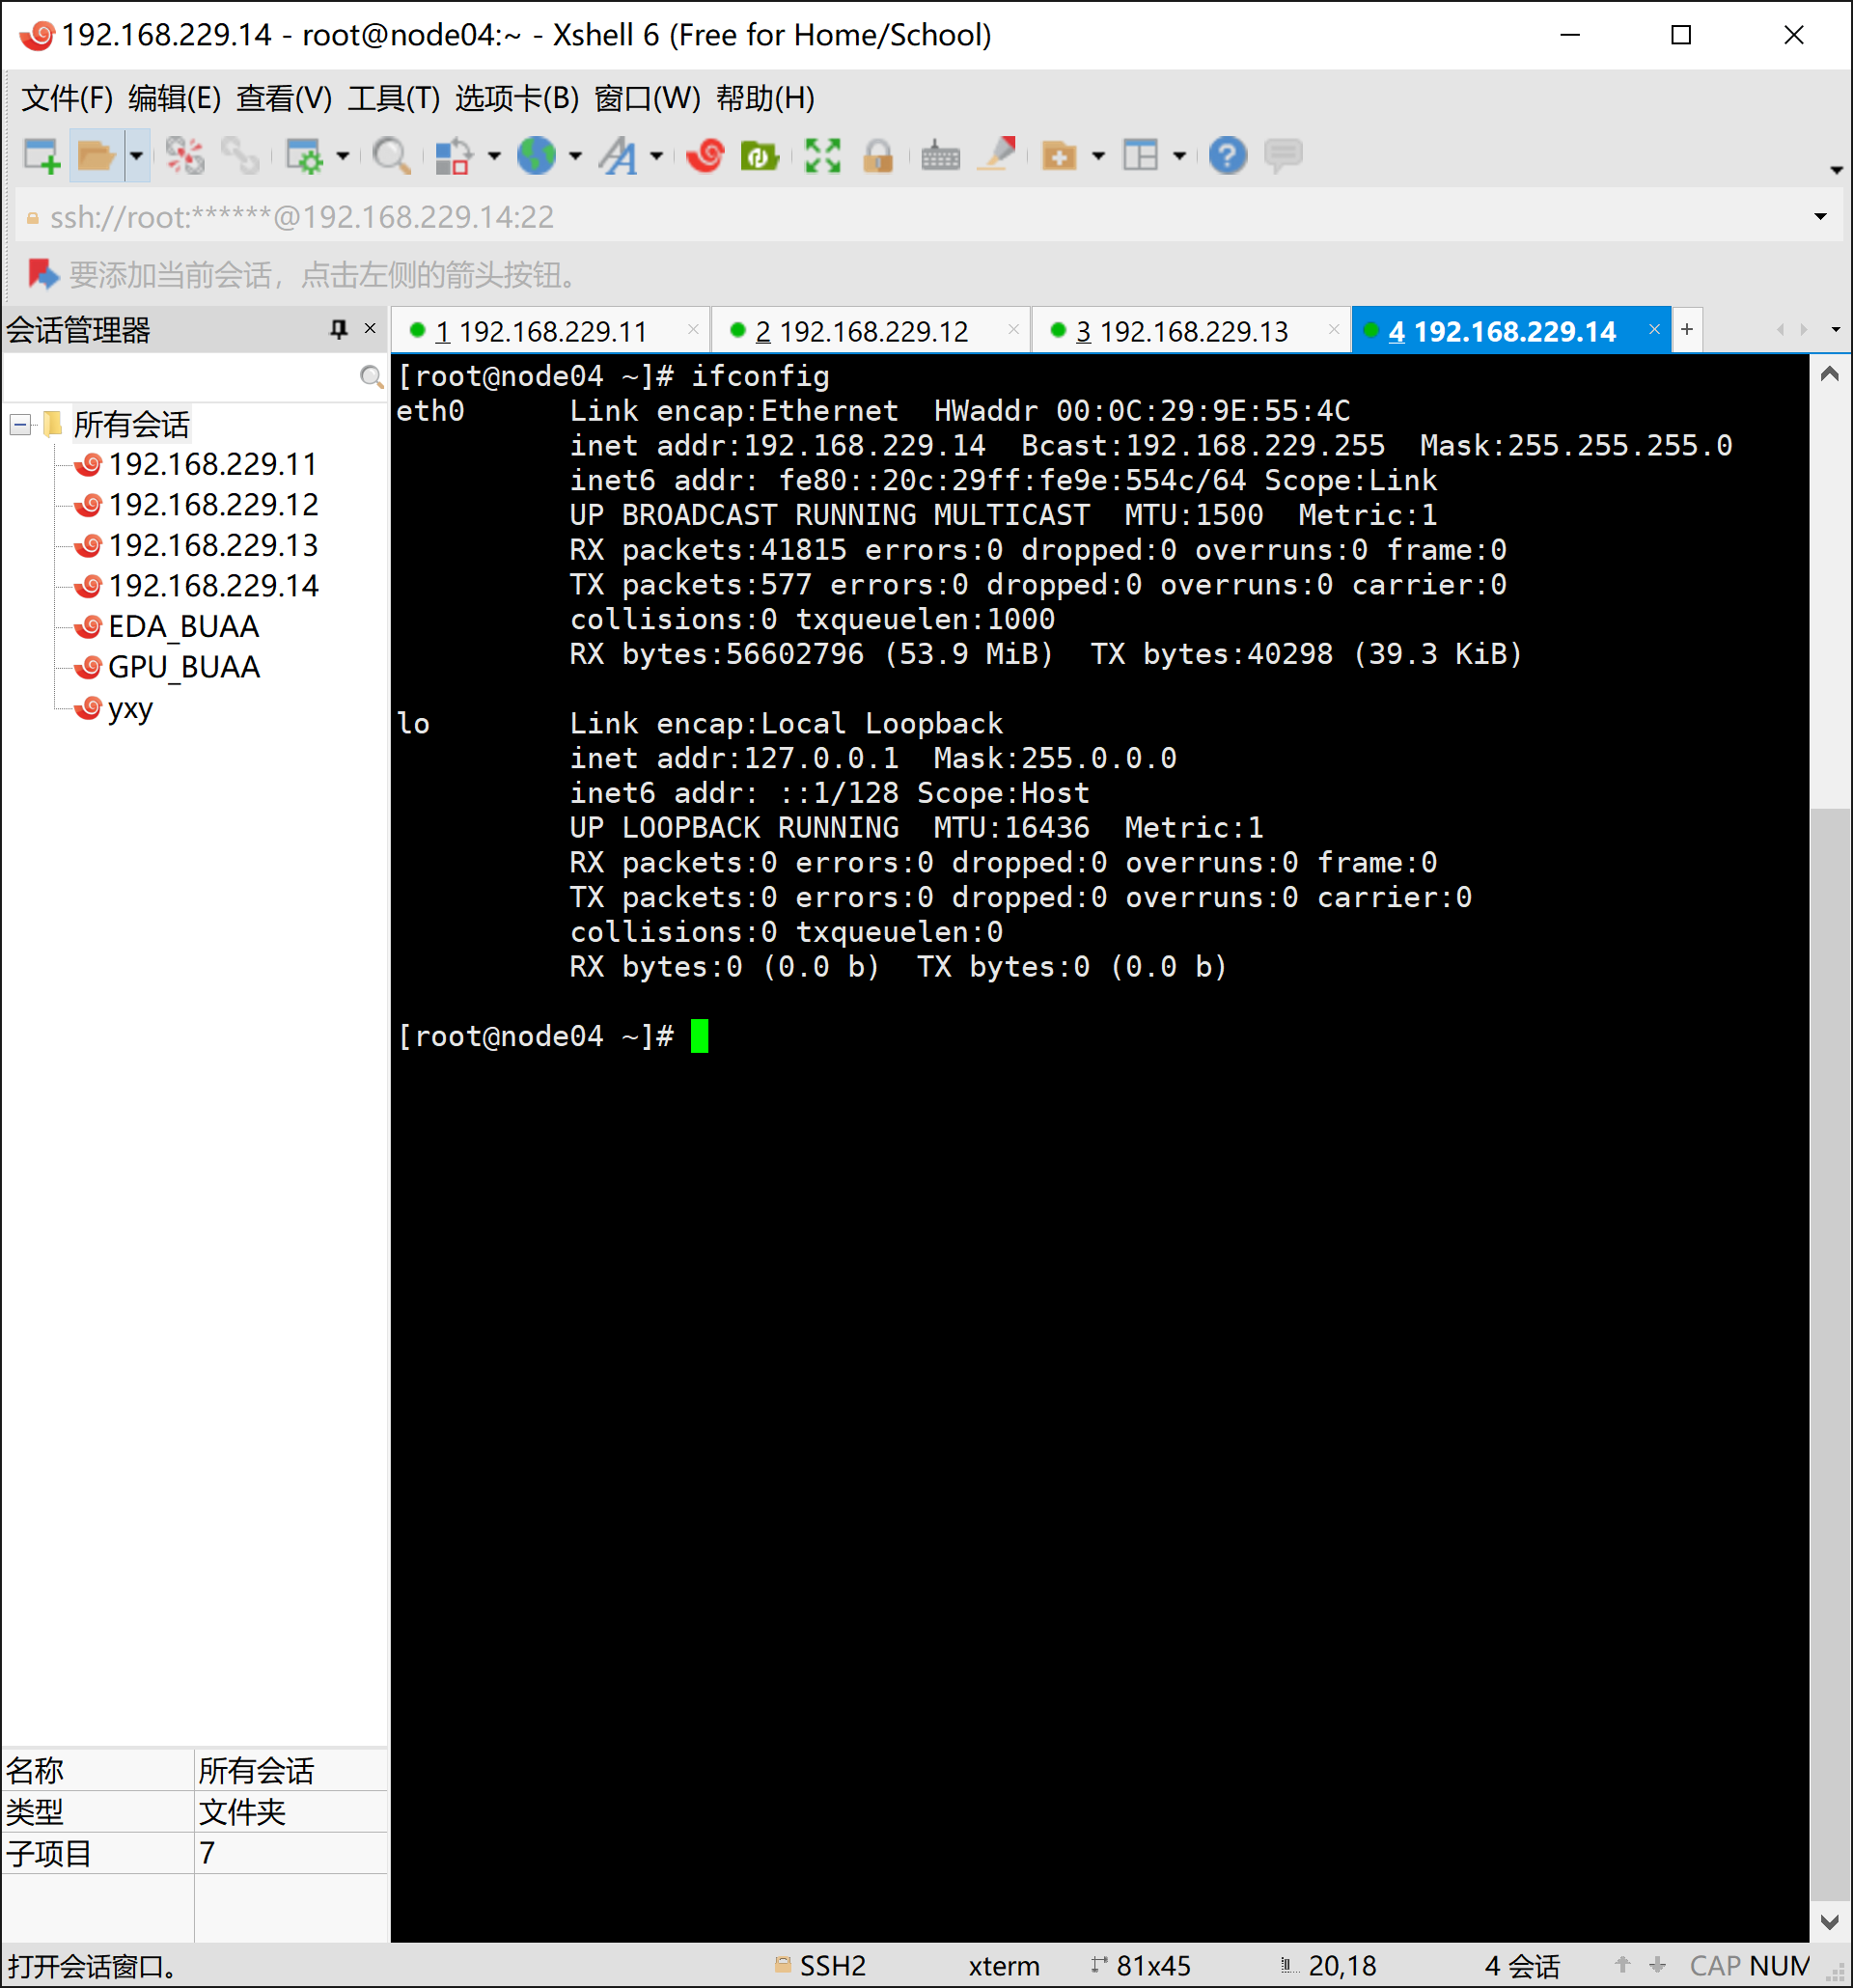 192.168.229.14 - root@node04:~ - Xshell 6 (Free for Home/School)
文件(F) 编辑(E) 查看(V) 工具(T) 选项卡(B) 窗口(W) 帮助(H)
ssh://root:******@192.168.229.14:22
要添加当前会话，点击左侧的箭头按钮。
会话管理器
1 192.168.229.11
2 192.168.229.12
3 192.168.229.13
4 192.168.229.14
所有会话
192.168.229.11
192.168.229.12
192.168.229.13
192.168.229.14
EDA_BUAA
GPU_BUAA
yxy
[root@node04 ~]# ifconfig
eth0      Link encap:Ethernet  HWaddr 00:0C:29:9E:55:4C
          inet addr:192.168.229.14  Bcast:192.168.229.255  Mask:255.255.255.0
          inet6 addr: fe80::20c:29ff:fe9e:554c/64 Scope:Link
          UP BROADCAST RUNNING MULTICAST  MTU:1500  Metric:1
          RX packets:41815 errors:0 dropped:0 overruns:0 frame:0
          TX packets:577 errors:0 dropped:0 overruns:0 carrier:0
          collisions:0 txqueuelen:1000
          RX bytes:56602796 (53.9 MiB)  TX bytes:40298 (39.3 KiB)
lo        Link encap:Local Loopback
          inet addr:127.0.0.1  Mask:255.0.0.0
          inet6 addr: ::1/128 Scope:Host
          UP LOOPBACK RUNNING  MTU:16436  Metric:1
          RX packets:0 errors:0 dropped:0 overruns:0 frame:0
          TX packets:0 errors:0 dropped:0 overruns:0 carrier:0
          collisions:0 txqueuelen:0
          RX bytes:0 (0.0 b)  TX bytes:0 (0.0 b)
[root@node04 ~]#
名称 所有会话
类型 文件夹
子项目 7
打开会话窗口。 SSH2 xterm 81x45 20,18 4 会话 CAP NUM